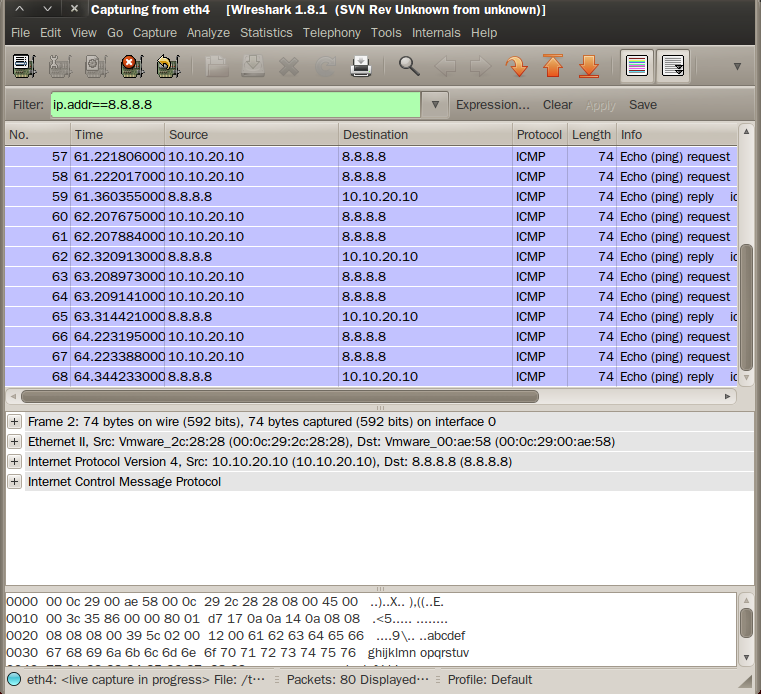 Capturing from eth4 [Wireshark 1.8.1 (SVN Rev Unknown from unknown)]
File Edit View Go Capture Analyze Statistics Telephony Tools Internals Help
Filter: ip.addr==8.8.8.8 Expression... Clear Apply Save
No. Time Source Destination Protocol Length Info
57 61.221806000 10.10.20.10 8.8.8.8 ICMP 74 Echo (ping) request
58 61.222017000 10.10.20.10 8.8.8.8 ICMP 74 Echo (ping) request
59 61.360355000 8.8.8.8 10.10.20.10 ICMP 74 Echo (ping) reply
60 62.207675000 10.10.20.10 8.8.8.8 ICMP 74 Echo (ping) request
61 62.207884000 10.10.20.10 8.8.8.8 ICMP 74 Echo (ping) request
62 62.320913000 8.8.8.8 10.10.20.10 ICMP 74 Echo (ping) reply
63 63.208973000 10.10.20.10 8.8.8.8 ICMP 74 Echo (ping) request
64 63.209141000 10.10.20.10 8.8.8.8 ICMP 74 Echo (ping) request
65 63.314421000 8.8.8.8 10.10.20.10 ICMP 74 Echo (ping) reply
66 64.223195000 10.10.20.10 8.8.8.8 ICMP 74 Echo (ping) request
67 64.223388000 10.10.20.10 8.8.8.8 ICMP 74 Echo (ping) request
68 64.344233000 8.8.8.8 10.10.20.10 ICMP 74 Echo (ping) reply
Frame 2: 74 bytes on wire (592 bits), 74 bytes captured (592 bits) on interface 0
Ethernet II, Src: Vmware_2c:28:28 (00:0c:29:2c:28:28), Dst: Vmware_00:ae:58 (00:0c:29:00:ae:58)
Internet Protocol Version 4, Src: 10.10.20.10 (10.10.20.10), Dst: 8.8.8.8 (8.8.8.8)
Internet Control Message Protocol
0000 00 0c 29 00 ae 58 00 0c 29 2c 28 28 08 00 45 00 ..)..X.. ),((..E.
0010 00 3c 35 86 00 00 80 01 d7 17 0a 0a 14 0a 08 08 .<5..... ........
0020 08 08 08 00 39 5c 02 00 12 00 61 62 63 64 65 66 ....9\.. ..abcdef
0030 67 68 69 6a 6b 6c 6d 6e 6f 70 71 72 73 74 75 76 ghijklmn opqrstuv
eth4: <live capture in progress> File: /t··· Packets: 80 Displayed··· Profile: Default